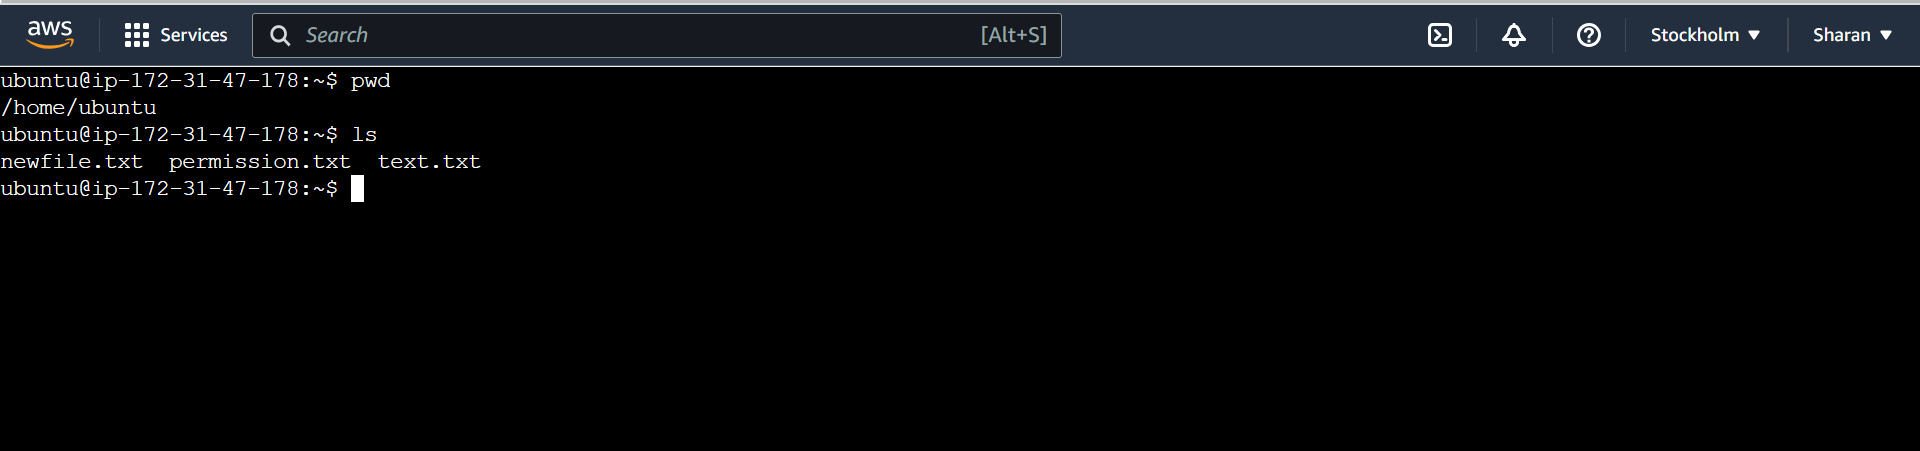 aws Services Search [Alt+S] Stockholm ▼ Sharan ▼
ubuntu@ip-172-31-47-178:~$ pwd
/home/ubuntu
ubuntu@ip-172-31-47-178:~$ ls
newfile.txt  permission.txt  text.txt
ubuntu@ip-172-31-47-178:~$